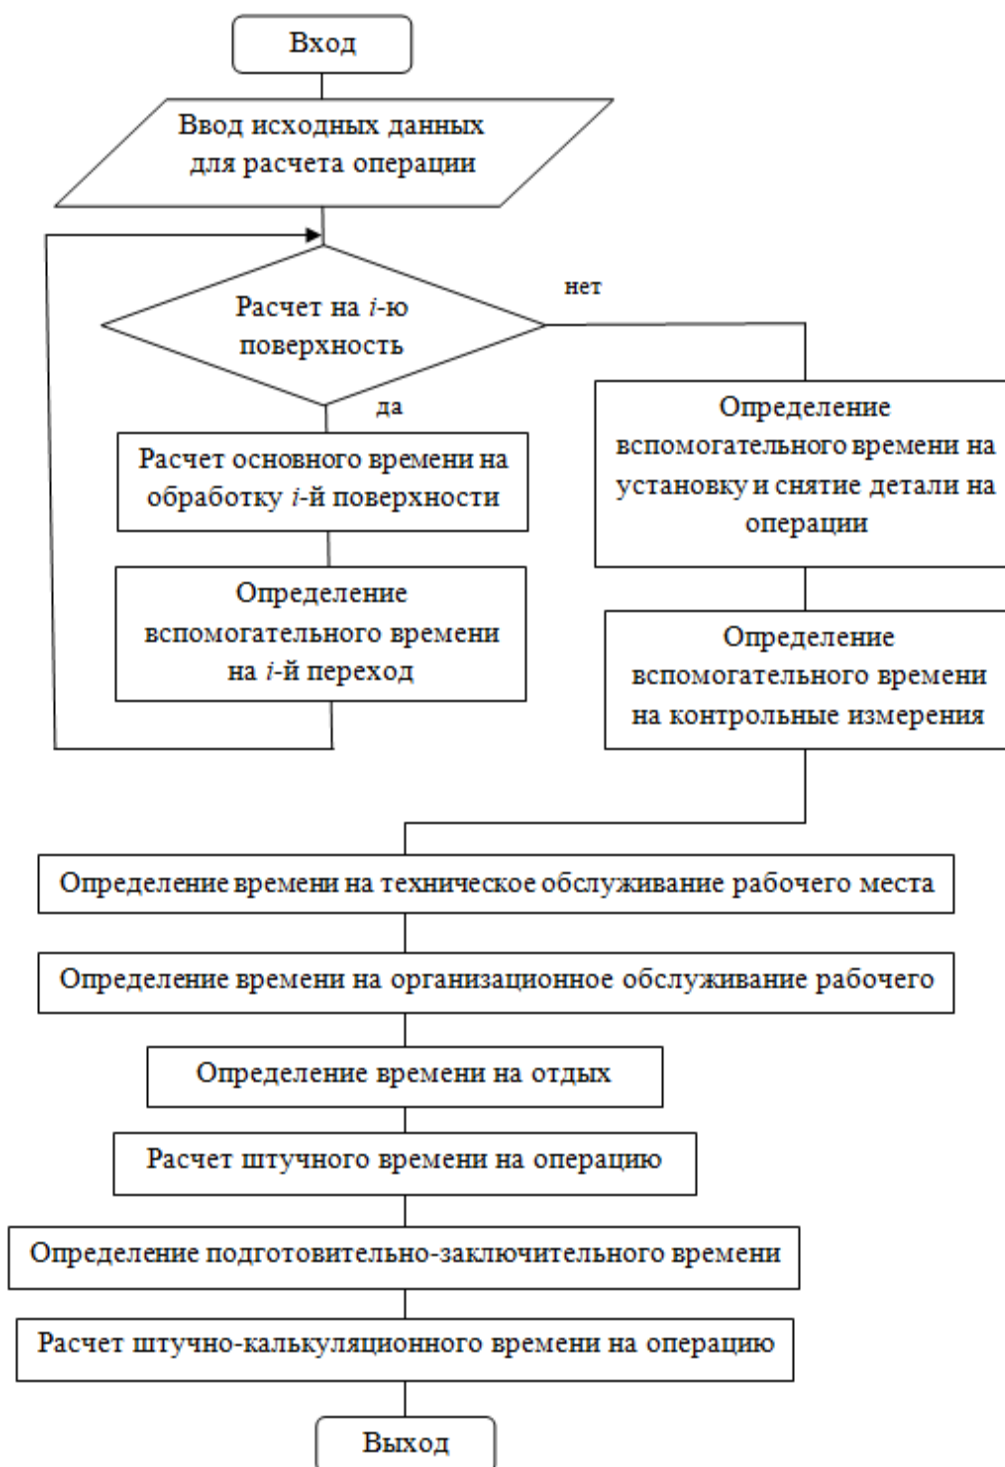 Вход
Ввод исходных данных
для расчета операции
Расчет на i-ю
поверхность
нет
да
Расчет основного времени на
обработку i-й поверхности
Определение
вспомогательного времени
на i-й переход
Определение
вспомогательного времени на
установку и снятие детали на
операции
Определение
вспомогательного времени
на контрольные измерения
Определение времени на техническое обслуживание рабочего места
Определение времени на организационное обслуживание рабочего
Определение времени на отдых
Расчет штучного времени на операцию
Определение подготовительно-заключительного времени
Расчет штучно-калькуляционного времени на операцию
Выход